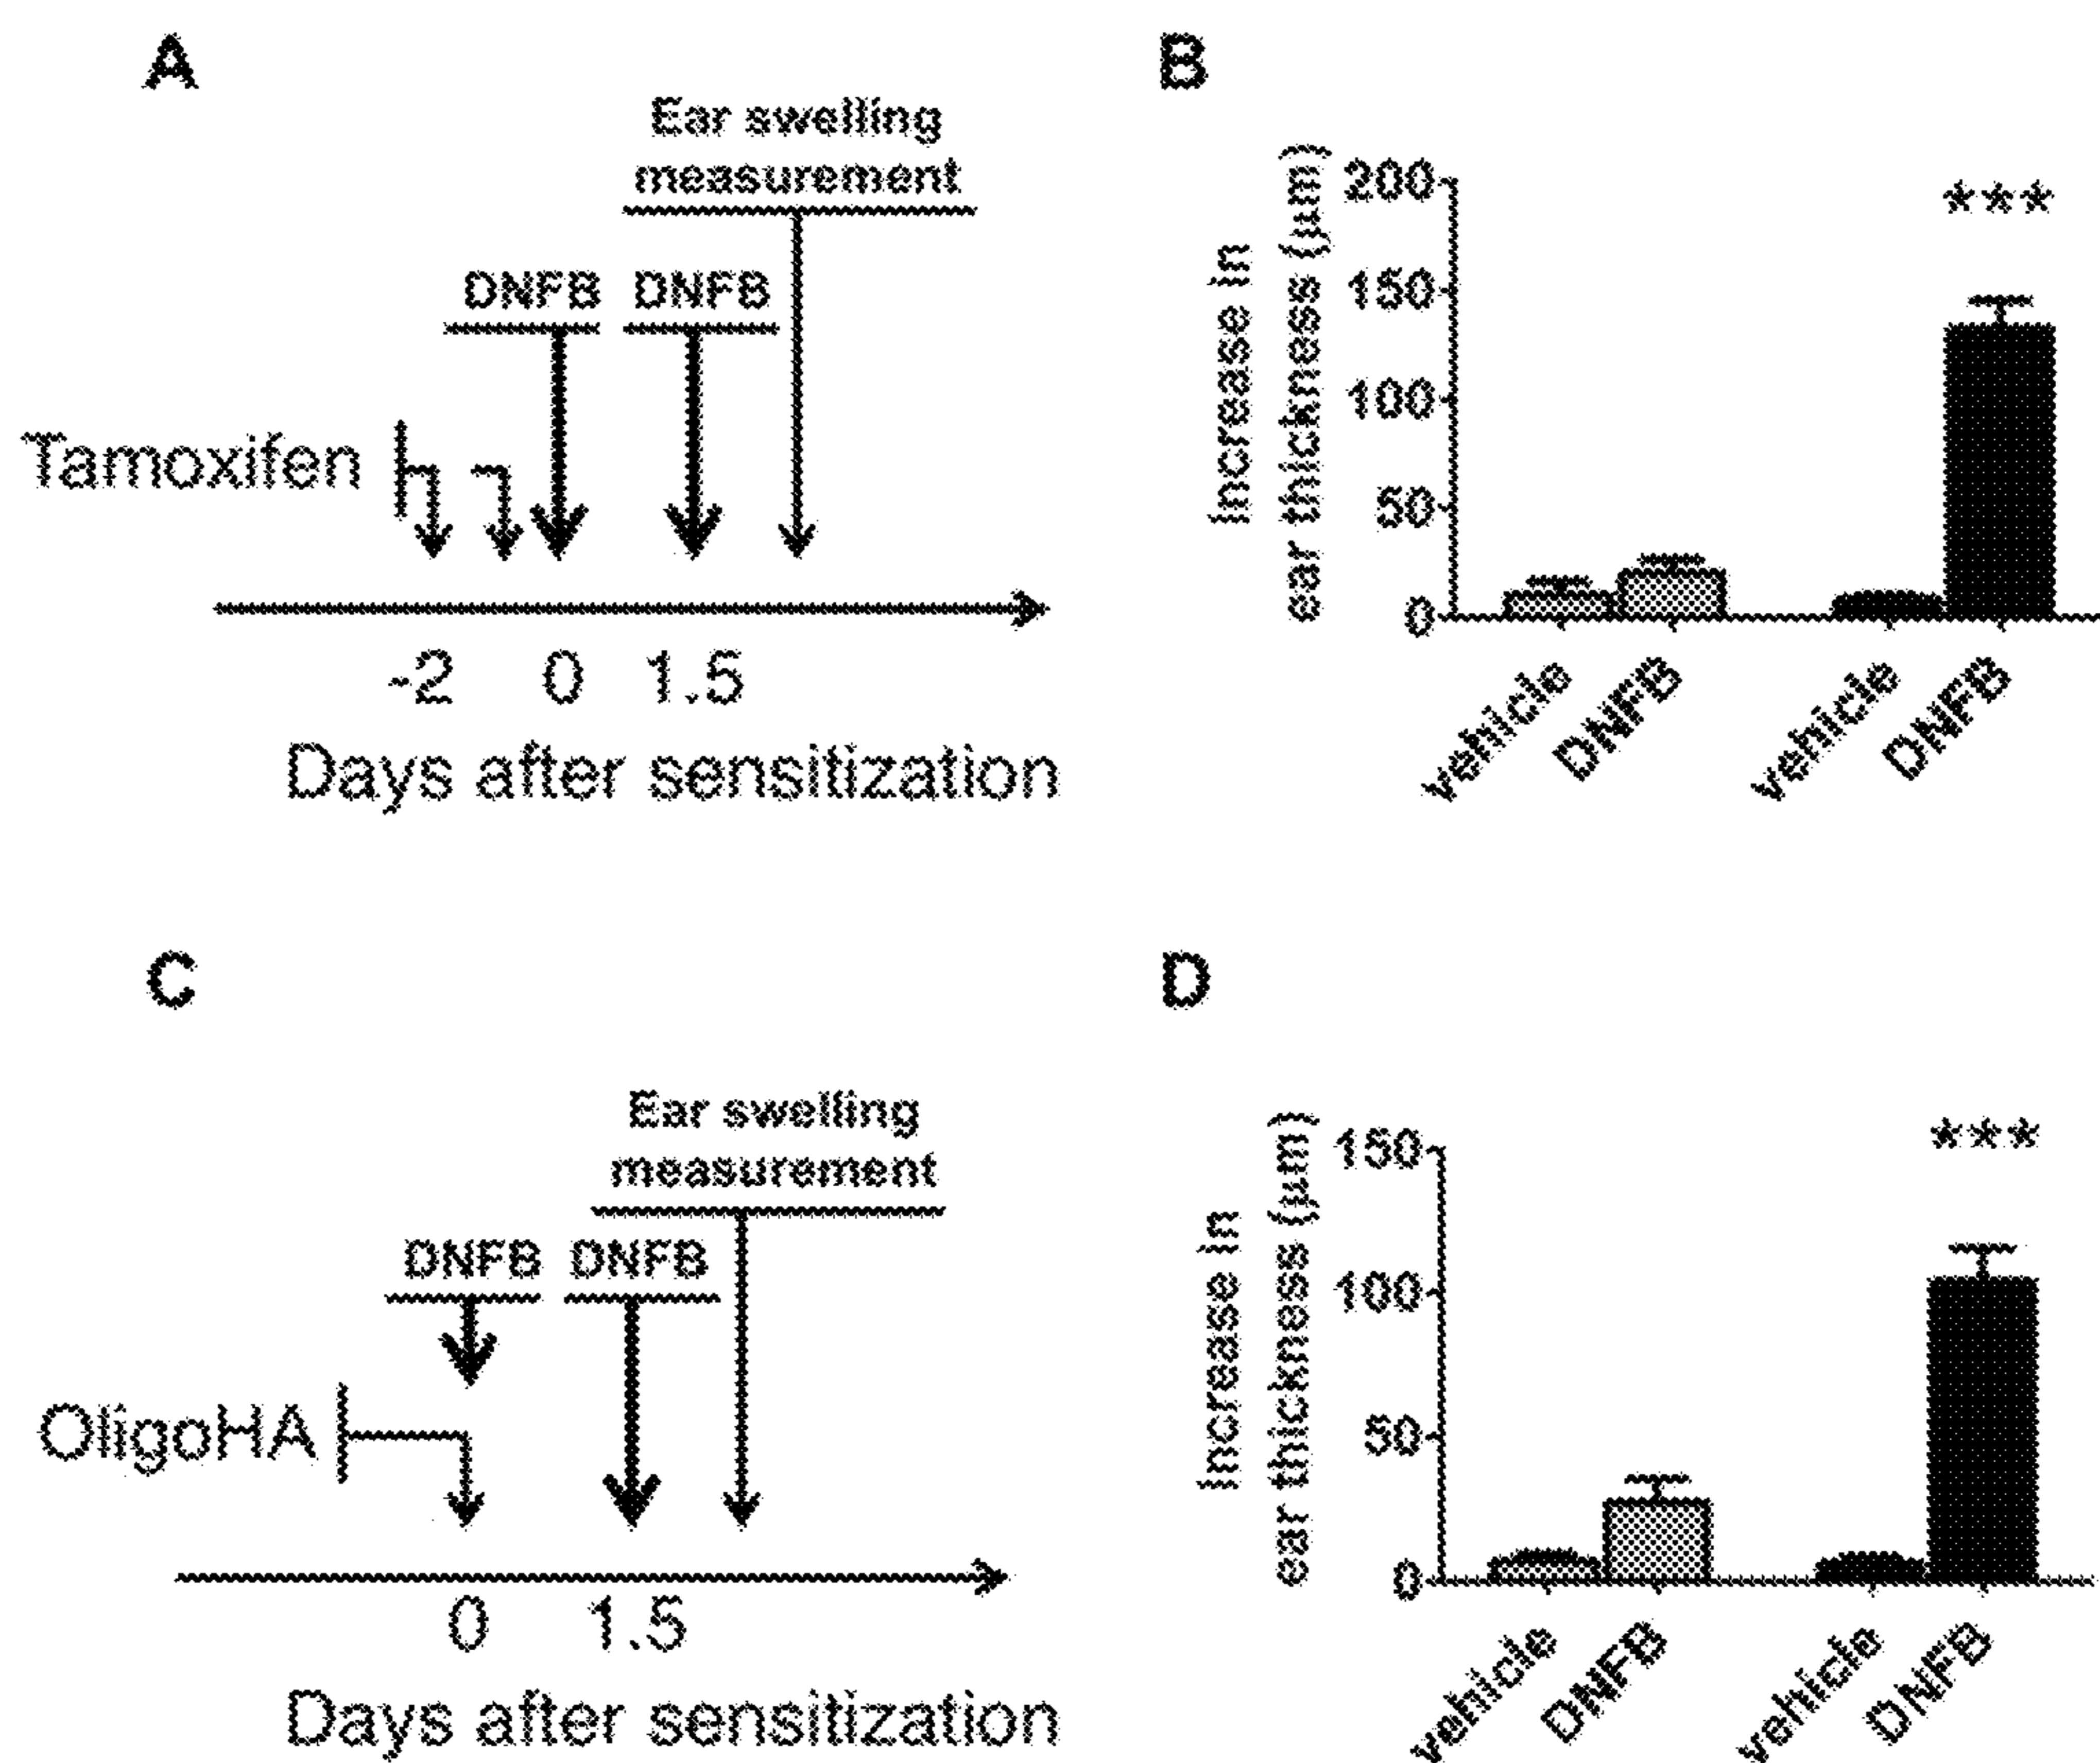 A
Ear swelling
measurement
DNFB DNFB
Tamoxifen
-2 0 1.5
Days after sensitization
B
Increase in
ear thickness (μm)
200
150
100
50
0
***
vehicle
DNFB
vehicle
DNFB
C
Ear swelling
measurement
DNFB DNFB
OligoHA
0 1.5
Days after sensitization
D
Increase in
ear thickness (μm)
150
100
50
0
***
vehicle
DNFB
vehicle
DNFB